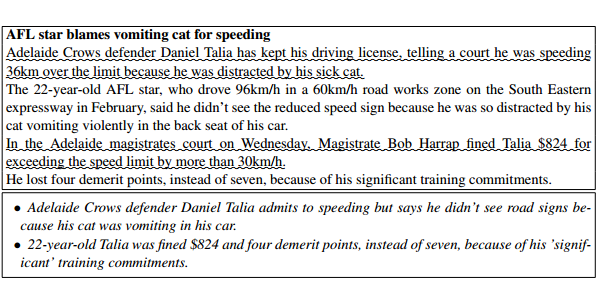 AFL star blames vomiting cat for speeding
Adelaide Crows defender Daniel Talia has kept his driving license, telling a court he was speeding
36km over the limit because he was distracted by his sick cat.
The 22-year-old AFL star, who drove 96km/h in a 60km/h road works zone on the South Eastern
expressway in February, said he didn't see the reduced speed sign because he was so distracted by his
cat vomiting violently in the back seat of his car.
In the Adelaide magistrates court on Wednesday, Magistrate Bob Harrap fined Talia $824 for
exceeding the speed limit by more than 30km/h.
He lost four demerit points, instead of seven, because of his significant training commitments.
• Adelaide Crows defender Daniel Talia admits to speeding but says he didn't see road signs be-
cause his cat was vomiting in his car.
• 22-year-old Talia was fined $824 and four demerit points, instead of seven, because of his 'signif-
icant' training commitments.